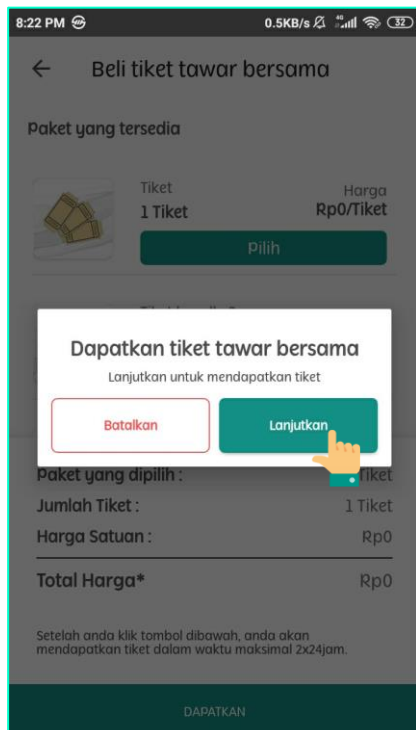 8:22 PM
0.5KB/s 4G 32
Beli tiket tawar bersama
Paket yang tersedia
Tiket
Harga
1 Tiket
Rp0/Tiket
Pilih
Dapatkan tiket tawar bersama
Lanjutkan untuk mendapatkan tiket
Batalkan
Lanjutkan
Paket yang dipilih :
Tiket
Jumlah Tiket :
1 Tiket
Harga Satuan :
Rp0
Total Harga*
Rp0
Setelah anda klik tombol dibawah, anda akan
mendapatkan tiket dalam waktu maksimal 2x24jam.
DAPATKAN